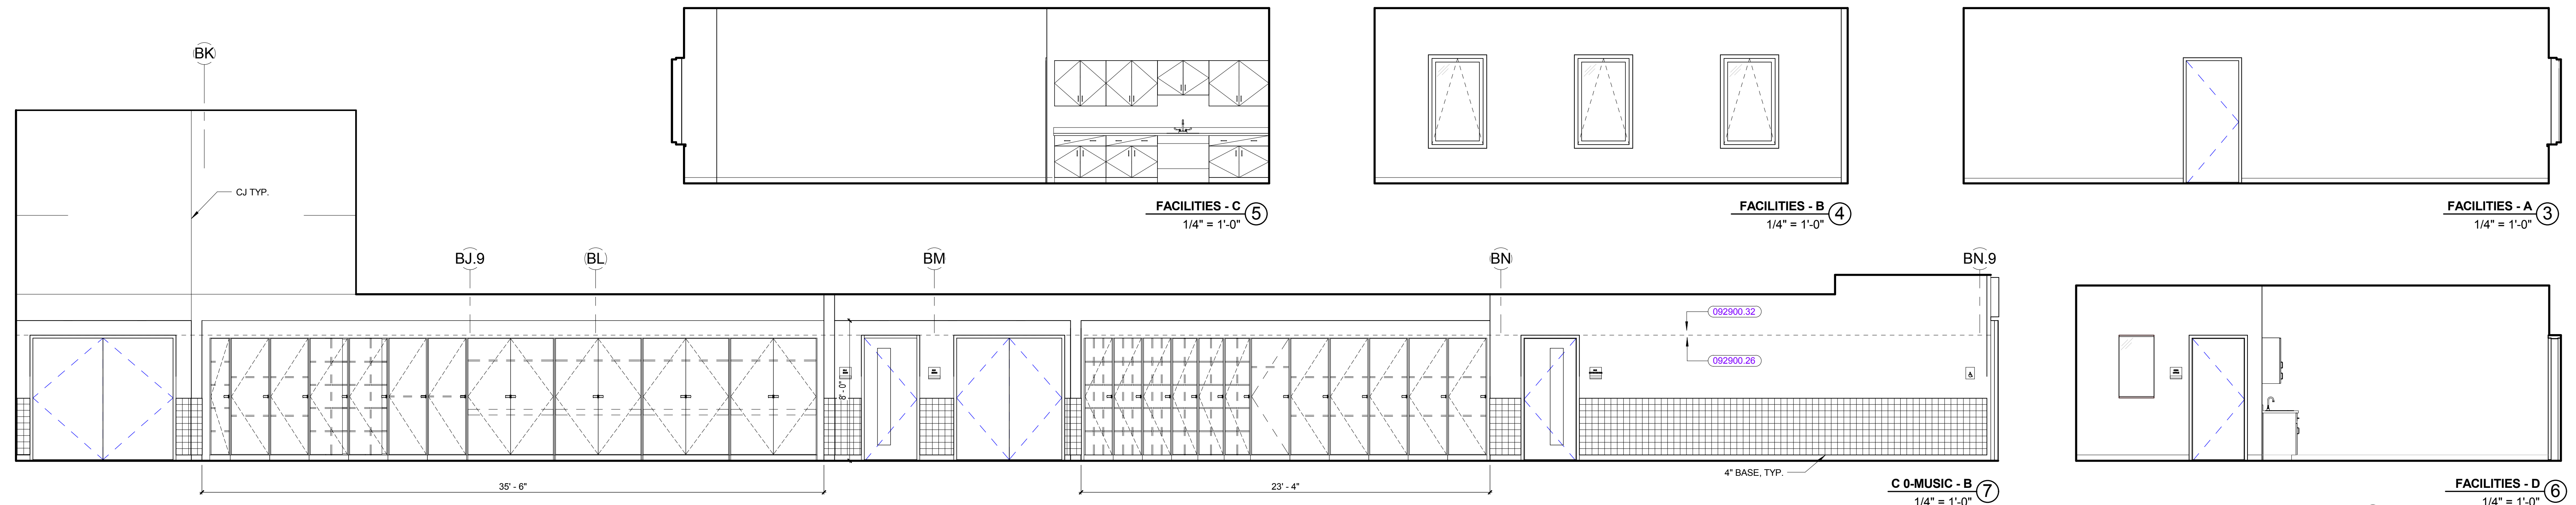 BK
CJ TYP.
FACILITIES - C
5
1/4" = 1'-0"
FACILITIES - B
4
1/4" = 1'-0"
FACILITIES - A
3
1/4" = 1'-0"
BJ.9
BL
BM
BN
BN.9
092900.32
092900.26
8' - 0"
4" BASE, TYP.
35' - 6"
23' - 4"
C 0-MUSIC - B
7
1/4" = 1'-0"
FACILITIES - D
6
1/4" = 1'-0"